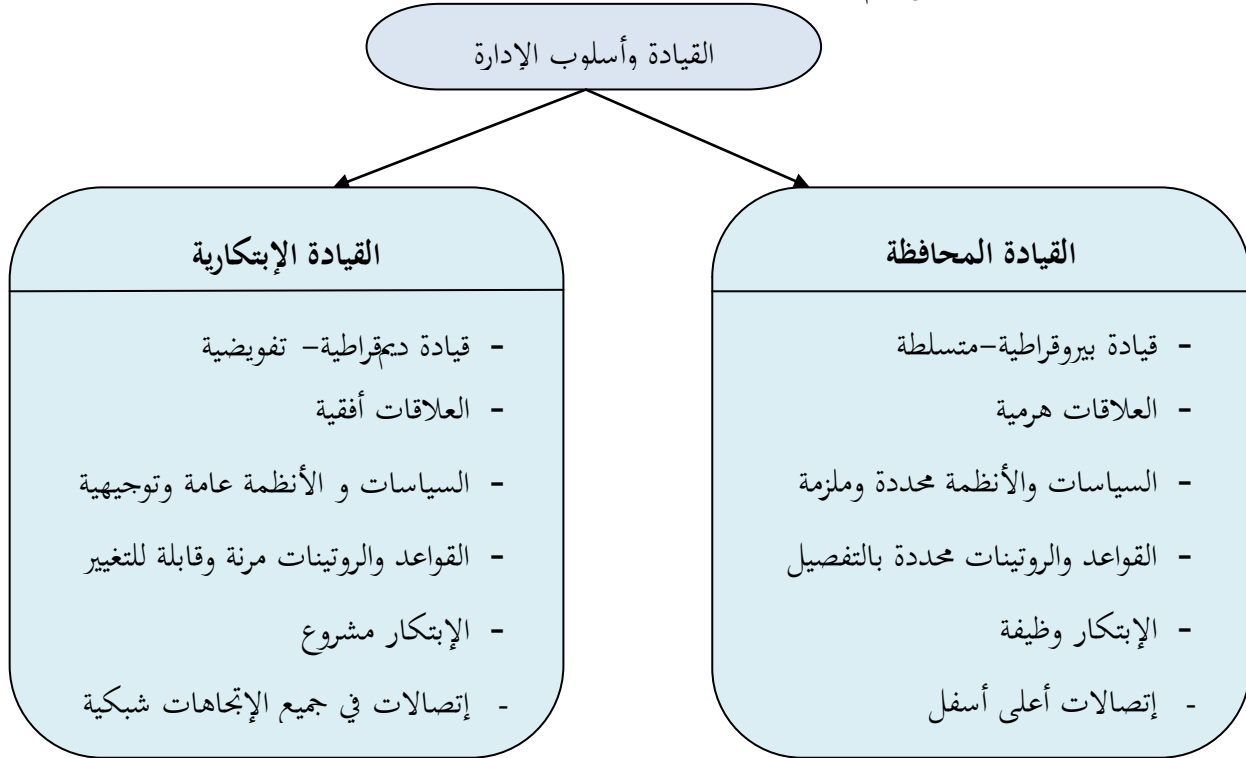 القيادة وأسلوب الإدارة
القيادة المحافظة
- قيادة بيروقراطية–متسلطة
- العلاقات هرمية
- السياسات والأنظمة محددة وملزمة
- القواعد والروتينات محددة بالتفصيل
- الإبتكار وظيفة
- إتصالات أعلى أسفل
القيادة الإبتكارية
- قيادة ديمقراطية– تفويضية
- العلاقات أفقية
- السياسات و الأنظمة عامة وتوجيهية
- القواعد والروتينات مرنة وقابلة للتغيير
- الإبتكار مشروع
- إتصالات في جميع الإتجاهات شبكية